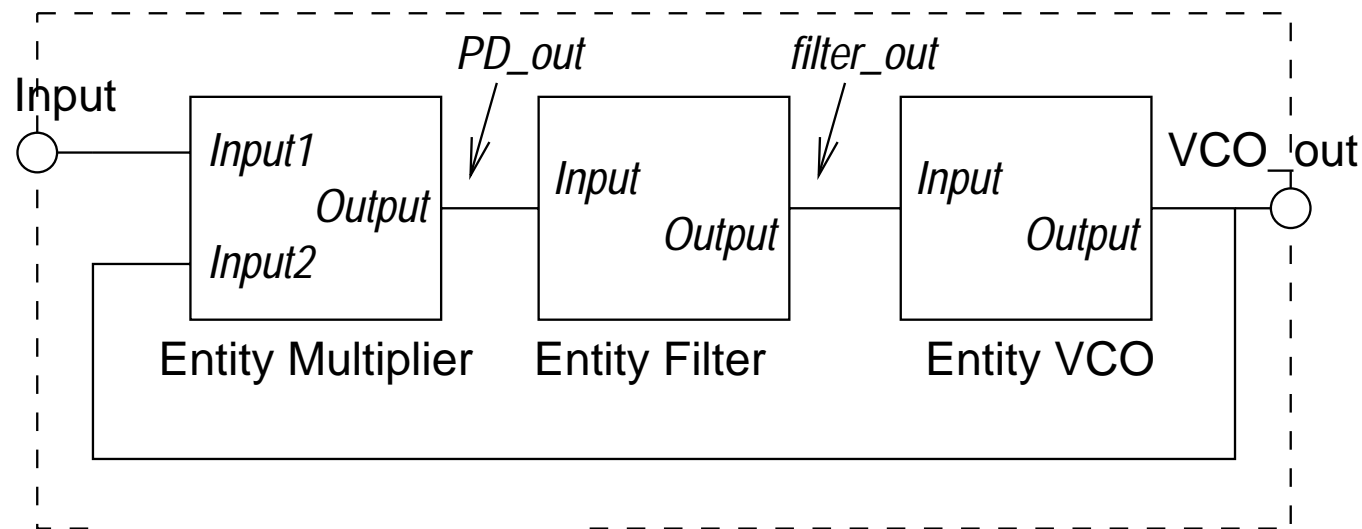 PD_out
filter_out
Input
VCO_out
Input1
Output
Input2
Input
Output
Input
Output
Entity Multiplier
Entity Filter
Entity VCO